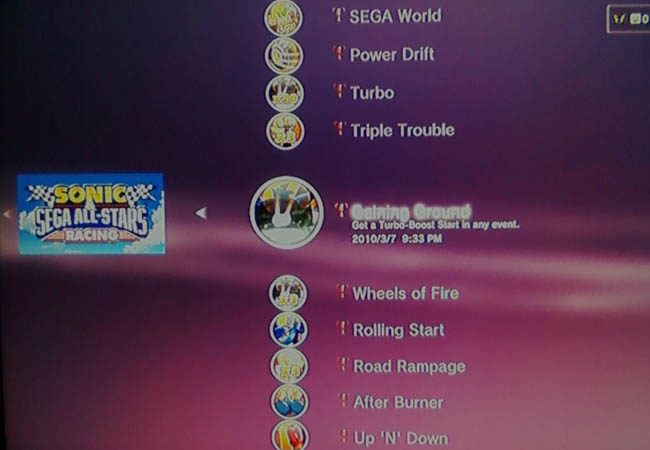 SEGA World
Power Drift
Turbo
Triple Trouble
SONIC
SEGA ALL-STARS
RACING
Gaining Ground
Get a Turbo-Boost Start in any event.
2010/3/7 9:33 PM
Wheels of Fire
Rolling Start
Road Rampage
After Burner
Up 'N' Down